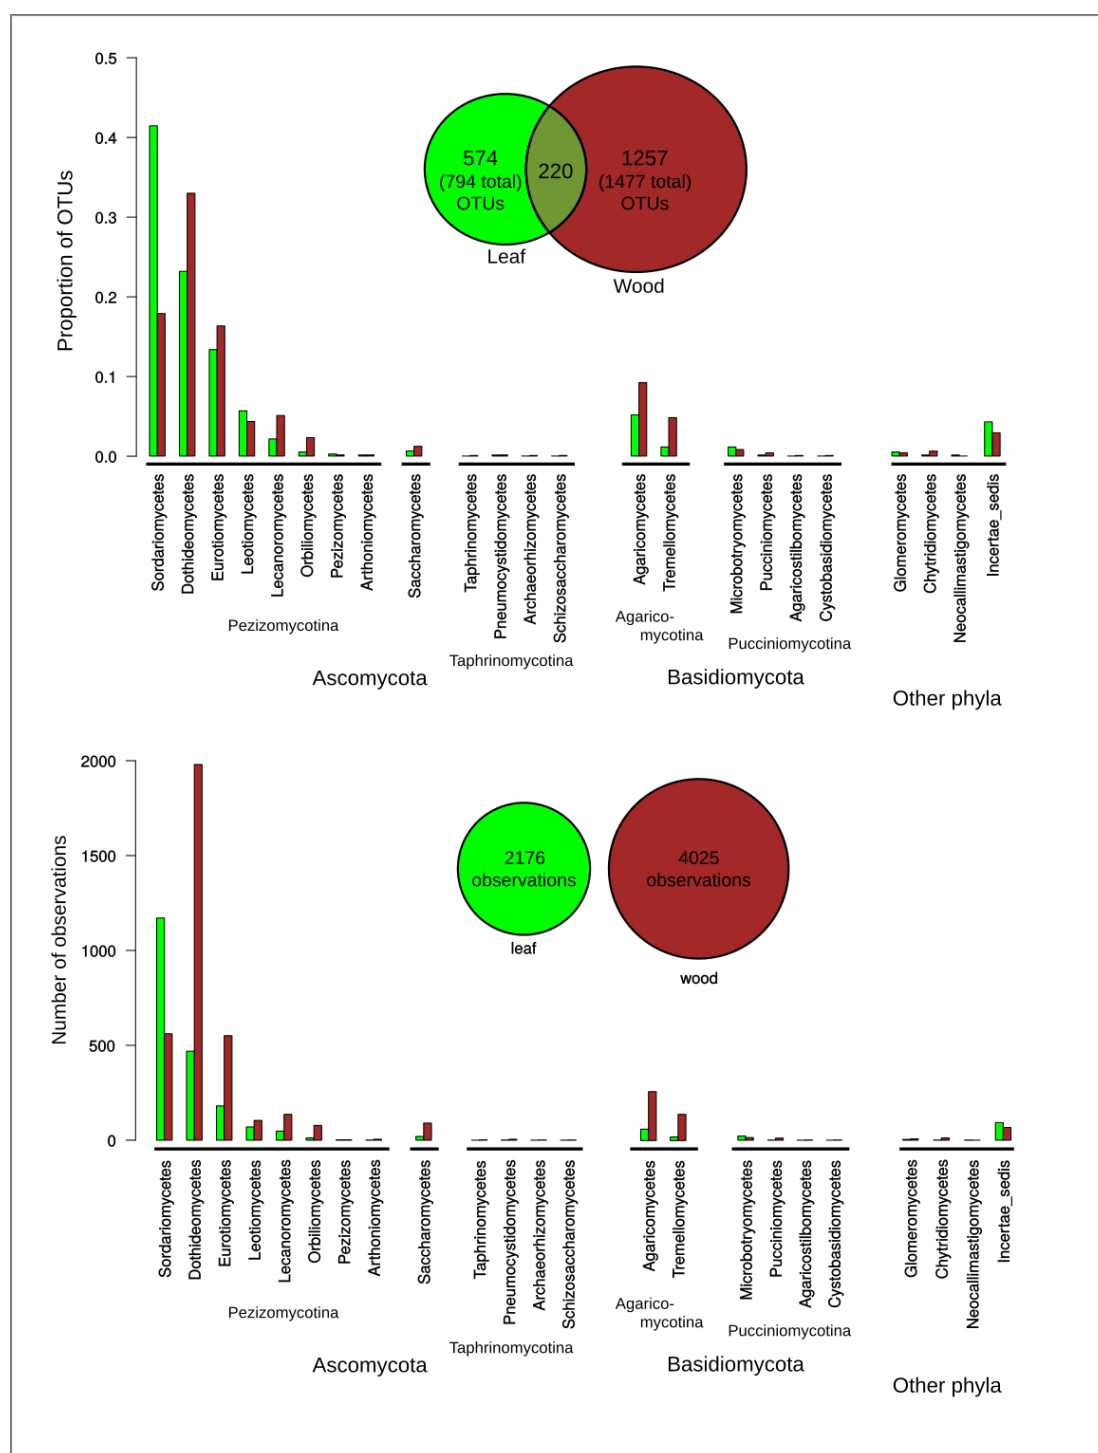 0.5
0.4
0.3
0.2
0.1
0.0
Proportion of OTUs
574
(794 total)
OTUs
220
1257
(1477 total)
OTUs
Leaf
Wood
Sordariomycetes
Dothideomycetes
Eurotiomycetes
Leotiomycetes
Lecanoromycetes
Orbiliomycetes
Pezizomycetes
Arthoniomycetes
Saccharomycetes
Taphrinomycetes
Pneumocystidomycetes
Archaeorhizomycetes
Schizosaccharomycetes
Agaricomycetes
Tremellomycetes
Microbotryomycetes
Pucciniomycetes
Agaricostilbomycetes
Cystobasidiomycetes
Glomeromycetes
Chytridiomycetes
Neocallimastigomycetes
Incertae_sedis
Pezizomycotina
Taphrinomycotina
Agarico-
mycotina
Pucciniomycotina
Ascomycota
Basidiomycota
Other phyla
2000
1500
1000
500
0
Number of observations
2176
observations
4025
observations
leaf
wood
Sordariomycetes
Dothideomycetes
Eurotiomycetes
Leotiomycetes
Lecanoromycetes
Orbiliomycetes
Pezizomycetes
Arthoniomycetes
Saccharomycetes
Taphrinomycetes
Pneumocystidomycetes
Archaeorhizomycetes
Schizosaccharomycetes
Agaricomycetes
Tremellomycetes
Microbotryomycetes
Pucciniomycetes
Agaricostilbomycetes
Cystobasidiomycetes
Glomeromycetes
Chytridiomycetes
Neocallimastigomycetes
Incertae_sedis
Pezizomycotina
Taphrinomycotina
Agarico-
mycotina
Pucciniomycotina
Ascomycota
Basidiomycota
Other phyla